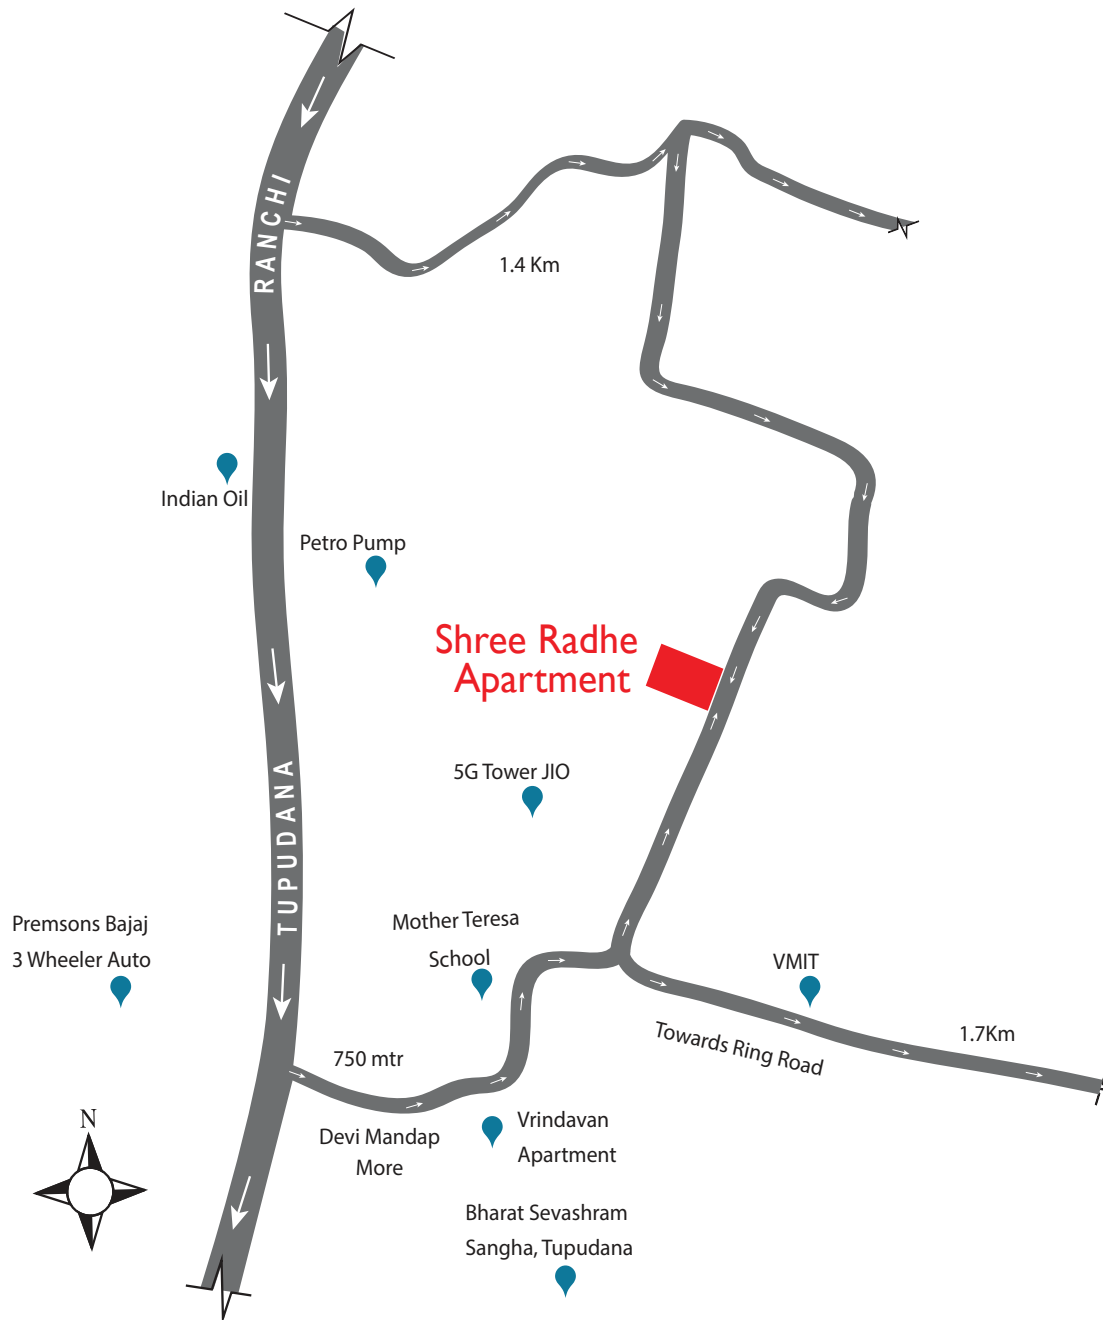 RANCHI
1.4 Km
Indian Oil
Petro Pump
Shree Radhe
Apartment
5G Tower JIO
TUPUDANA
Premsons Bajaj
3 Wheeler Auto
Mother Teresa
School
VMIT
Towards Ring Road
1.7Km
750 mtr
Devi Mandap
More
Vrindavan
Apartment
N
Bharat Sevashram
Sangha, Tupudana